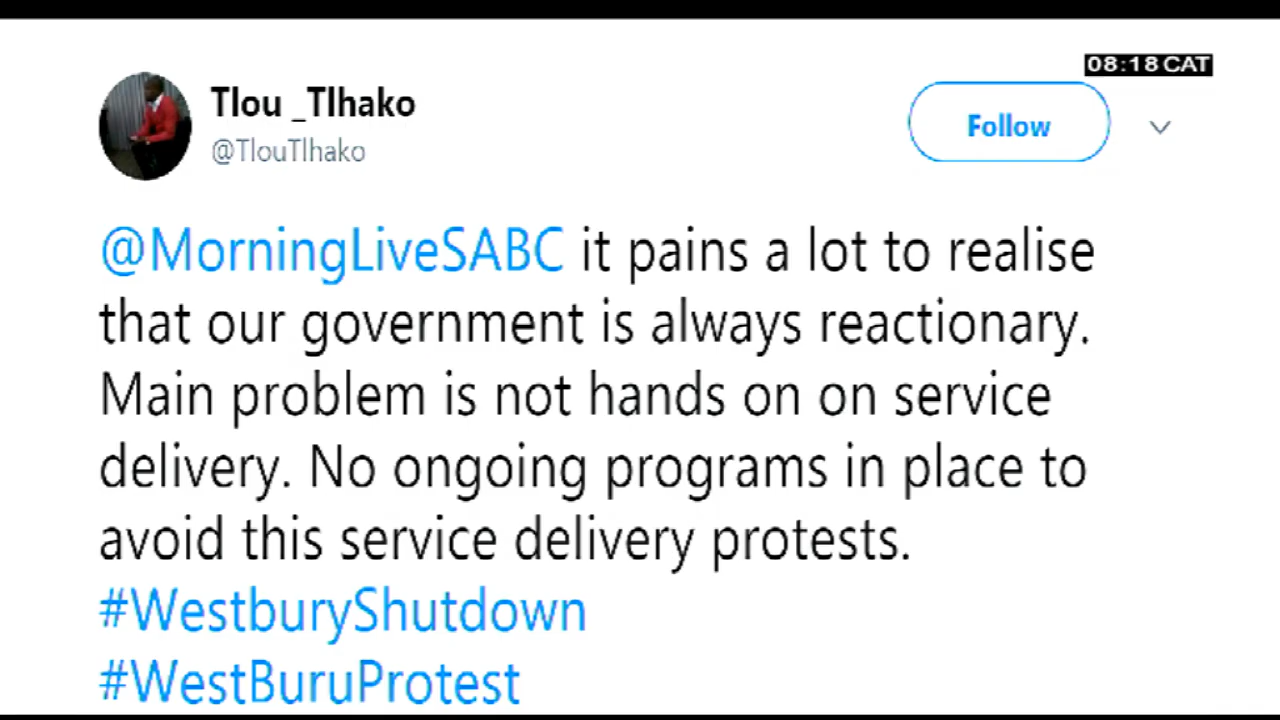 08:18 CAT
Tlou _Tlhako
@TlouTlhako
Follow
@MorningLiveSABC it pains a lot to realise
that our government is always reactionary.
Main problem is not hands on on service
delivery. No ongoing programs in place to
avoid this service delivery protests.
#WestburyShutdown
#WestBuruProtest